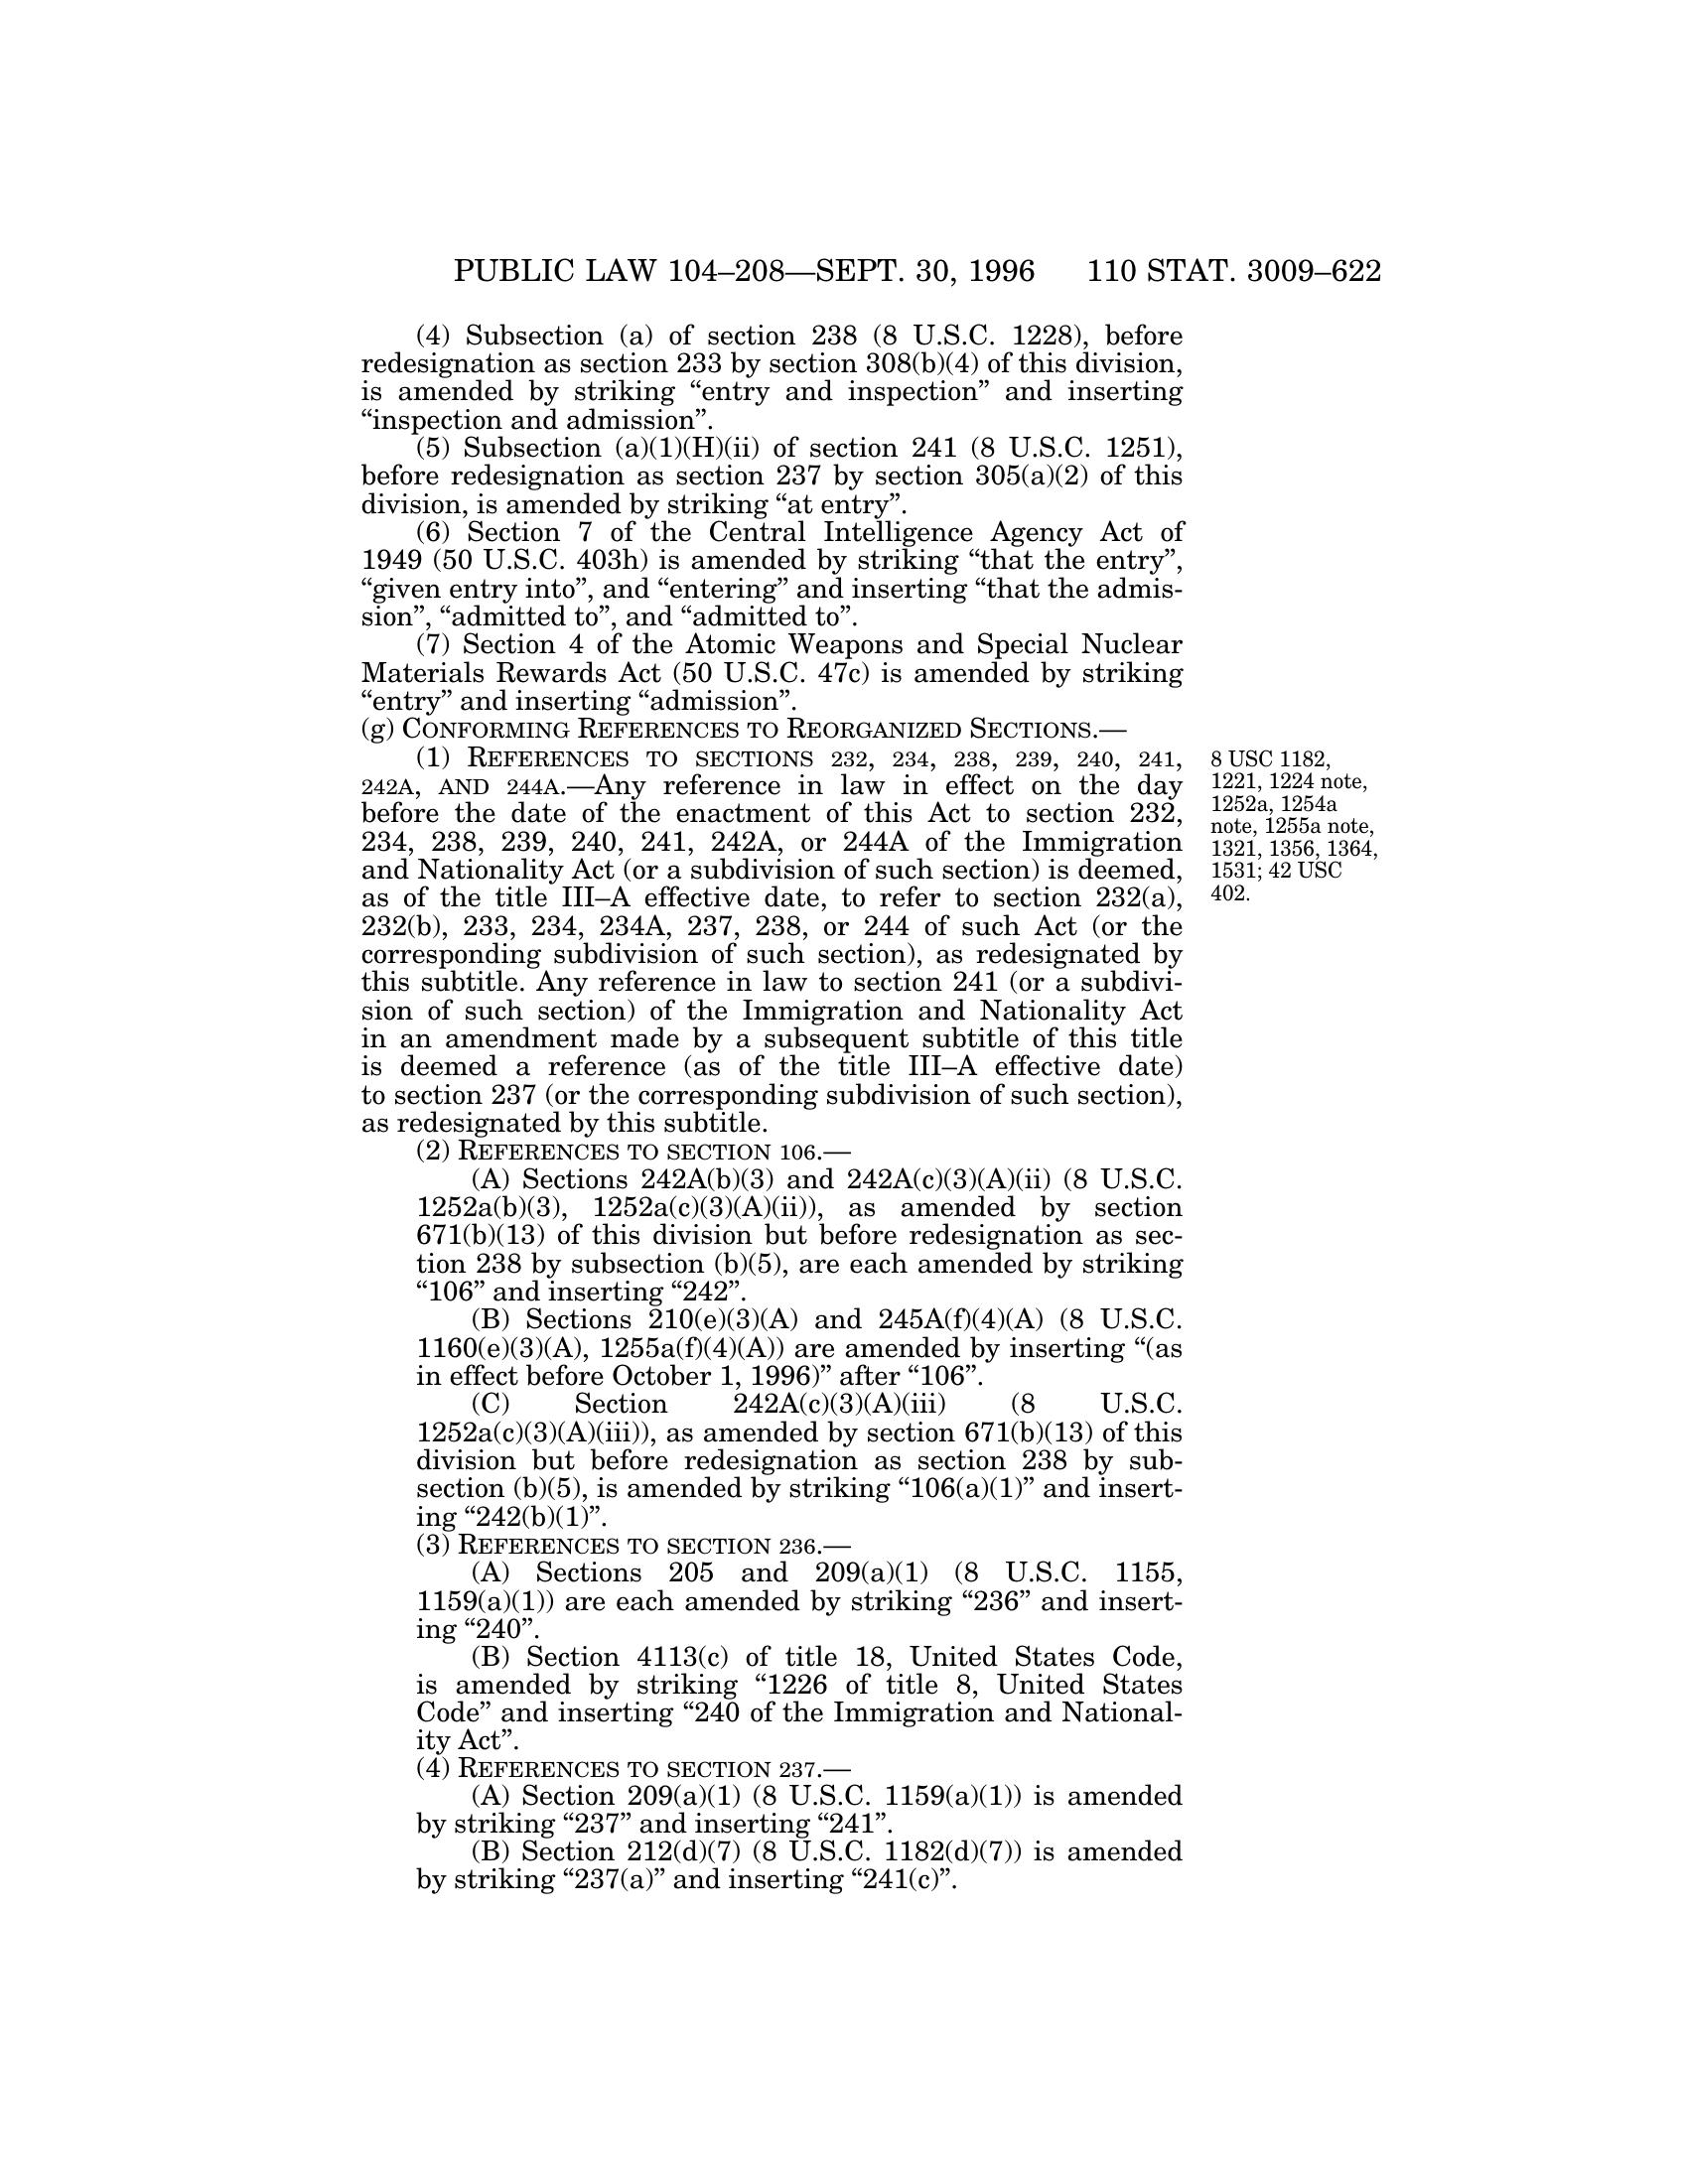 PUBLIC LAW 104–208—SEPT. 30, 1996 110 STAT. 3009–622
(4) Subsection (a) of section 238 (8 U.S.C. 1228), before
redesignation as section 233 by section 308(b)(4) of this division,
is amended by striking “entry and inspection” and inserting
“inspection and admission”.
(5) Subsection (a)(1)(H)(ii) of section 241 (8 U.S.C. 1251),
before redesignation as section 237 by section 305(a)(2) of this
division, is amended by striking “at entry”.
(6) Section 7 of the Central Intelligence Agency Act of
1949 (50 U.S.C. 403h) is amended by striking “that the entry”,
“given entry into”, and “entering” and inserting “that the admis-
sion”, “admitted to”, and “admitted to”.
(7) Section 4 of the Atomic Weapons and Special Nuclear
Materials Rewards Act (50 U.S.C. 47c) is amended by striking
“entry” and inserting “admission”.
(g) CONFORMING REFERENCES TO REORGANIZED SECTIONS.—
(1) REFERENCES TO SECTIONS 232, 234, 238, 239, 240, 241,
242A, AND 244A.—Any reference in law in effect on the day
before the date of the enactment of this Act to section 232,
234, 238, 239, 240, 241, 242A, or 244A of the Immigration
and Nationality Act (or a subdivision of such section) is deemed,
as of the title III–A effective date, to refer to section 232(a),
232(b), 233, 234, 234A, 237, 238, or 244 of such Act (or the
corresponding subdivision of such section), as redesignated by
this subtitle. Any reference in law to section 241 (or a subdivi-
sion of such section) of the Immigration and Nationality Act
in an amendment made by a subsequent subtitle of this title
is deemed a reference (as of the title III–A effective date)
to section 237 (or the corresponding subdivision of such section),
as redesignated by this subtitle.
(2) REFERENCES TO SECTION 106.—
(A) Sections 242A(b)(3) and 242A(c)(3)(A)(ii) (8 U.S.C.
1252a(b)(3), 1252a(c)(3)(A)(ii)), as amended by section
671(b)(13) of this division but before redesignation as sec-
tion 238 by subsection (b)(5), are each amended by striking
“106” and inserting “242”.
(B) Sections 210(e)(3)(A) and 245A(f)(4)(A) (8 U.S.C.
1160(e)(3)(A), 1255a(f)(4)(A)) are amended by inserting “(as
in effect before October 1, 1996)” after “106”.
(C) Section 242A(c)(3)(A)(iii) (8 U.S.C.
1252a(c)(3)(A)(iii)), as amended by section 671(b)(13) of this
division but before redesignation as section 238 by sub-
section (b)(5), is amended by striking “106(a)(1)” and insert-
ing “242(b)(1)”.
(3) REFERENCES TO SECTION 236.—
(A) Sections 205 and 209(a)(1) (8 U.S.C. 1155,
1159(a)(1)) are each amended by striking “236” and insert-
ing “240”.
(B) Section 4113(c) of title 18, United States Code,
is amended by striking “1226 of title 8, United States
Code” and inserting “240 of the Immigration and National-
ity Act”.
(4) REFERENCES TO SECTION 237.—
(A) Section 209(a)(1) (8 U.S.C. 1159(a)(1)) is amended
by striking “237” and inserting “241”.
(B) Section 212(d)(7) (8 U.S.C. 1182(d)(7)) is amended
by striking “237(a)” and inserting “241(c)”.
8 USC 1182,
1221, 1224 note,
1252a, 1254a
note, 1255a note,
1321, 1356, 1364,
1531; 42 USC
402.